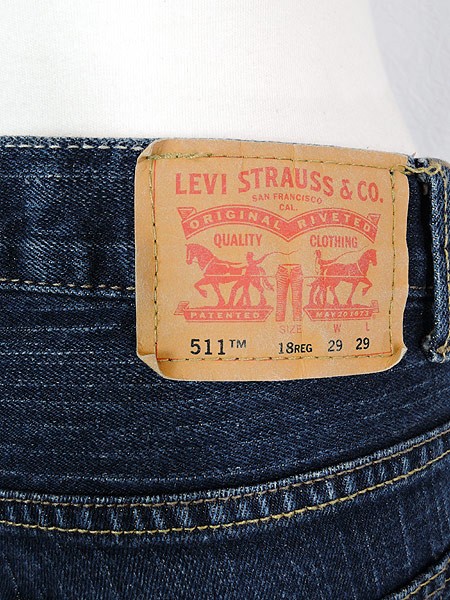 LEVI STRAUSS & CO.
SAN FRANCISCO
CAL.
ORIGINAL RIVETED
QUALITY CLOTHING
PATENTED MAY 20 1873
SIZE W L
511™ 18REG 29 29